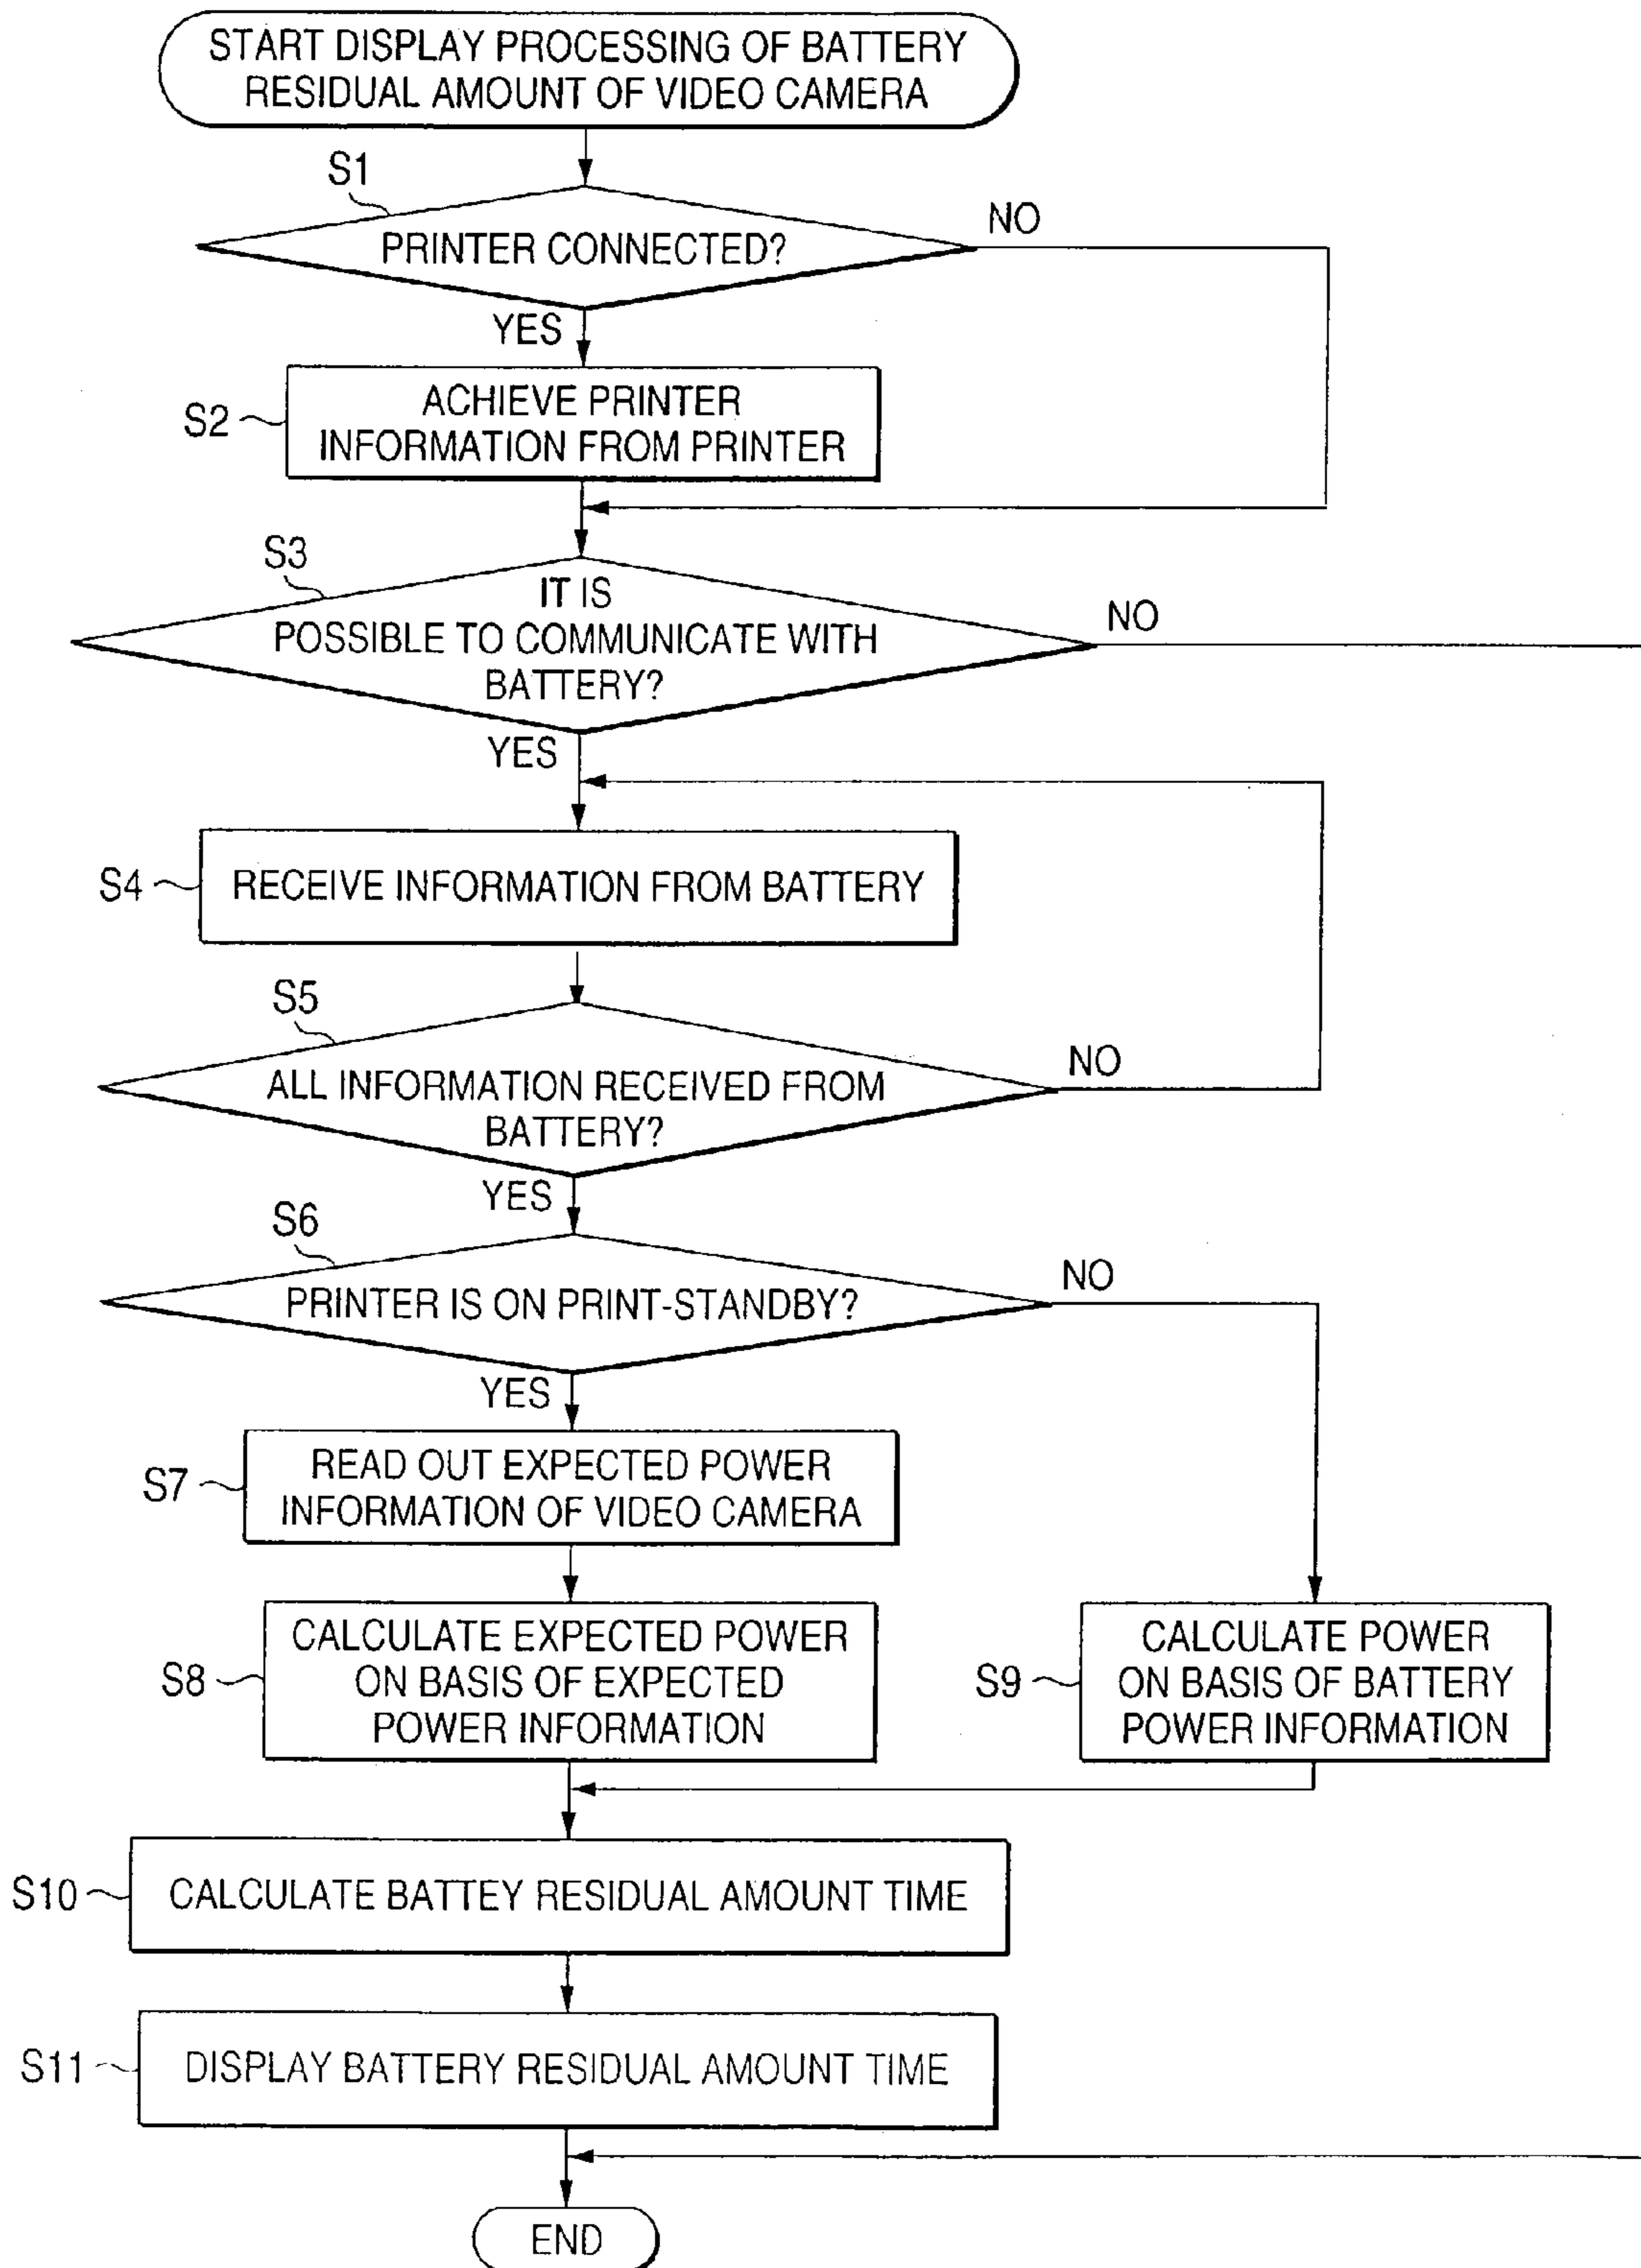 START DISPLAY PROCESSING OF BATTERY
RESIDUAL AMOUNT OF VIDEO CAMERA
S1
PRINTER CONNECTED?
NO
YES
S2
ACHIEVE PRINTER
INFORMATION FROM PRINTER
S3
IT IS
POSSIBLE TO COMMUNICATE WITH
BATTERY?
NO
YES
S4
RECEIVE INFORMATION FROM BATTERY
S5
ALL INFORMATION RECEIVED FROM
BATTERY?
NO
YES
S6
PRINTER IS ON PRINT-STANDBY?
NO
YES
S7
READ OUT EXPECTED POWER
INFORMATION OF VIDEO CAMERA
S8
CALCULATE EXPECTED POWER
ON BASIS OF EXPECTED
POWER INFORMATION
S9
CALCULATE POWER
ON BASIS OF BATTERY
POWER INFORMATION
S10
CALCULATE BATTEY RESIDUAL AMOUNT TIME
S11
DISPLAY BATTERY RESIDUAL AMOUNT TIME
END